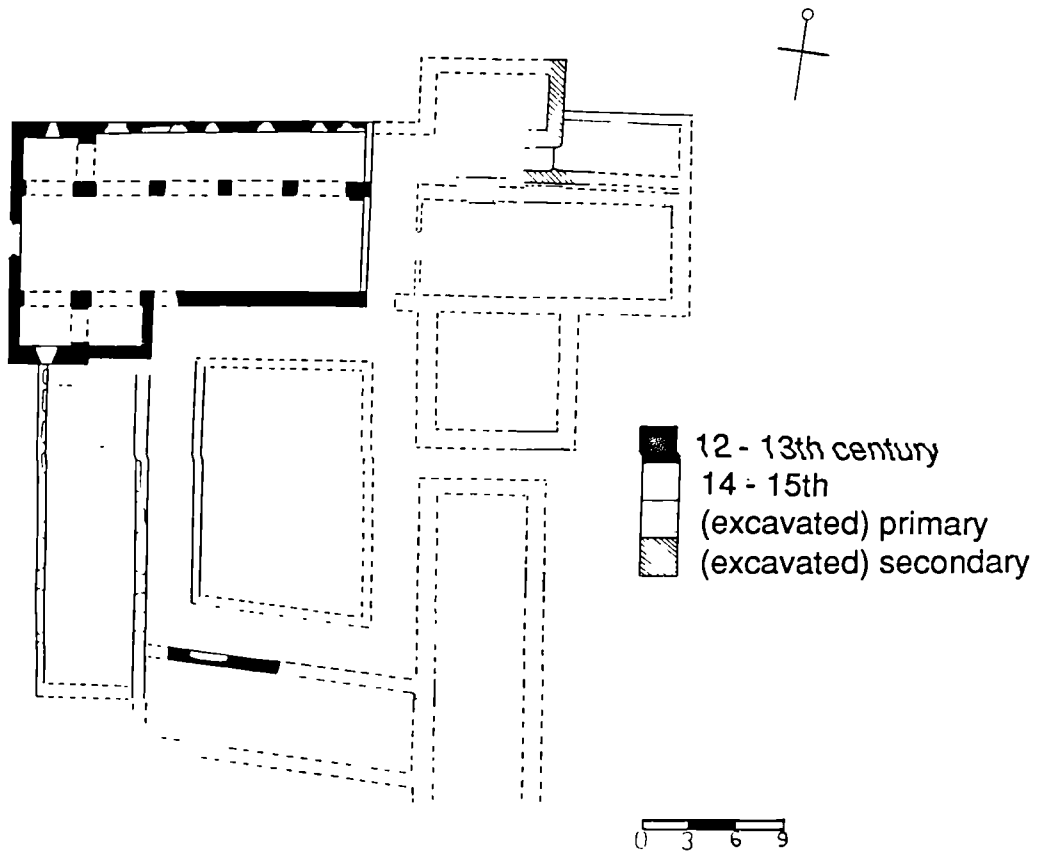 12 - 13th century
14 - 15th
(excavated) primary
(excavated) secondary
0 3 6 9